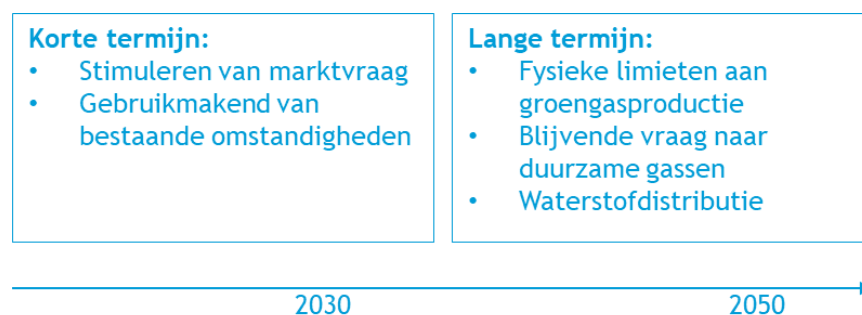 Korte termijn:
• Stimuleren van marktvraag
• Gebruikmakend van
bestaande omstandigheden
Lange termijn:
• Fysieke limieten aan
groengasproductie
• Blijvende vraag naar
duurzame gassen
• Waterstofdistributie
2030
2050